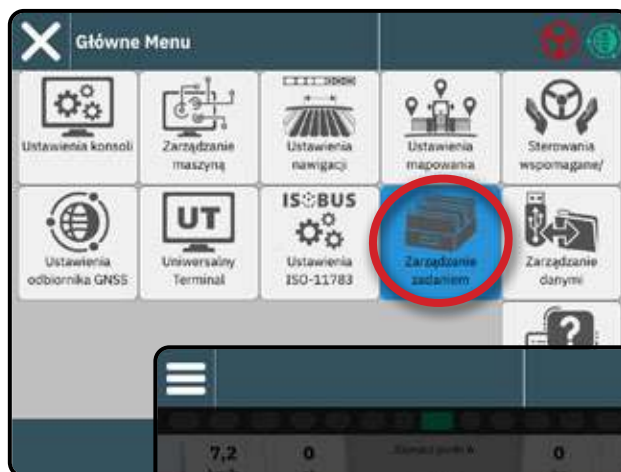 Główne Menu
Ustawienia konsoli
Zarządzanie
maszyną
Ustawienia
nawigacji
Ustawienia
mapowania
Sterowania
wspomagane/
Ustawienia
odbiornika GNSS
UT
Uniwersalny
Terminal
ISOBUS
Ustawienia
ISO-11783
Zarządzanie
zadaniem
Zarządzanie
danymi
?
7,2
0
0